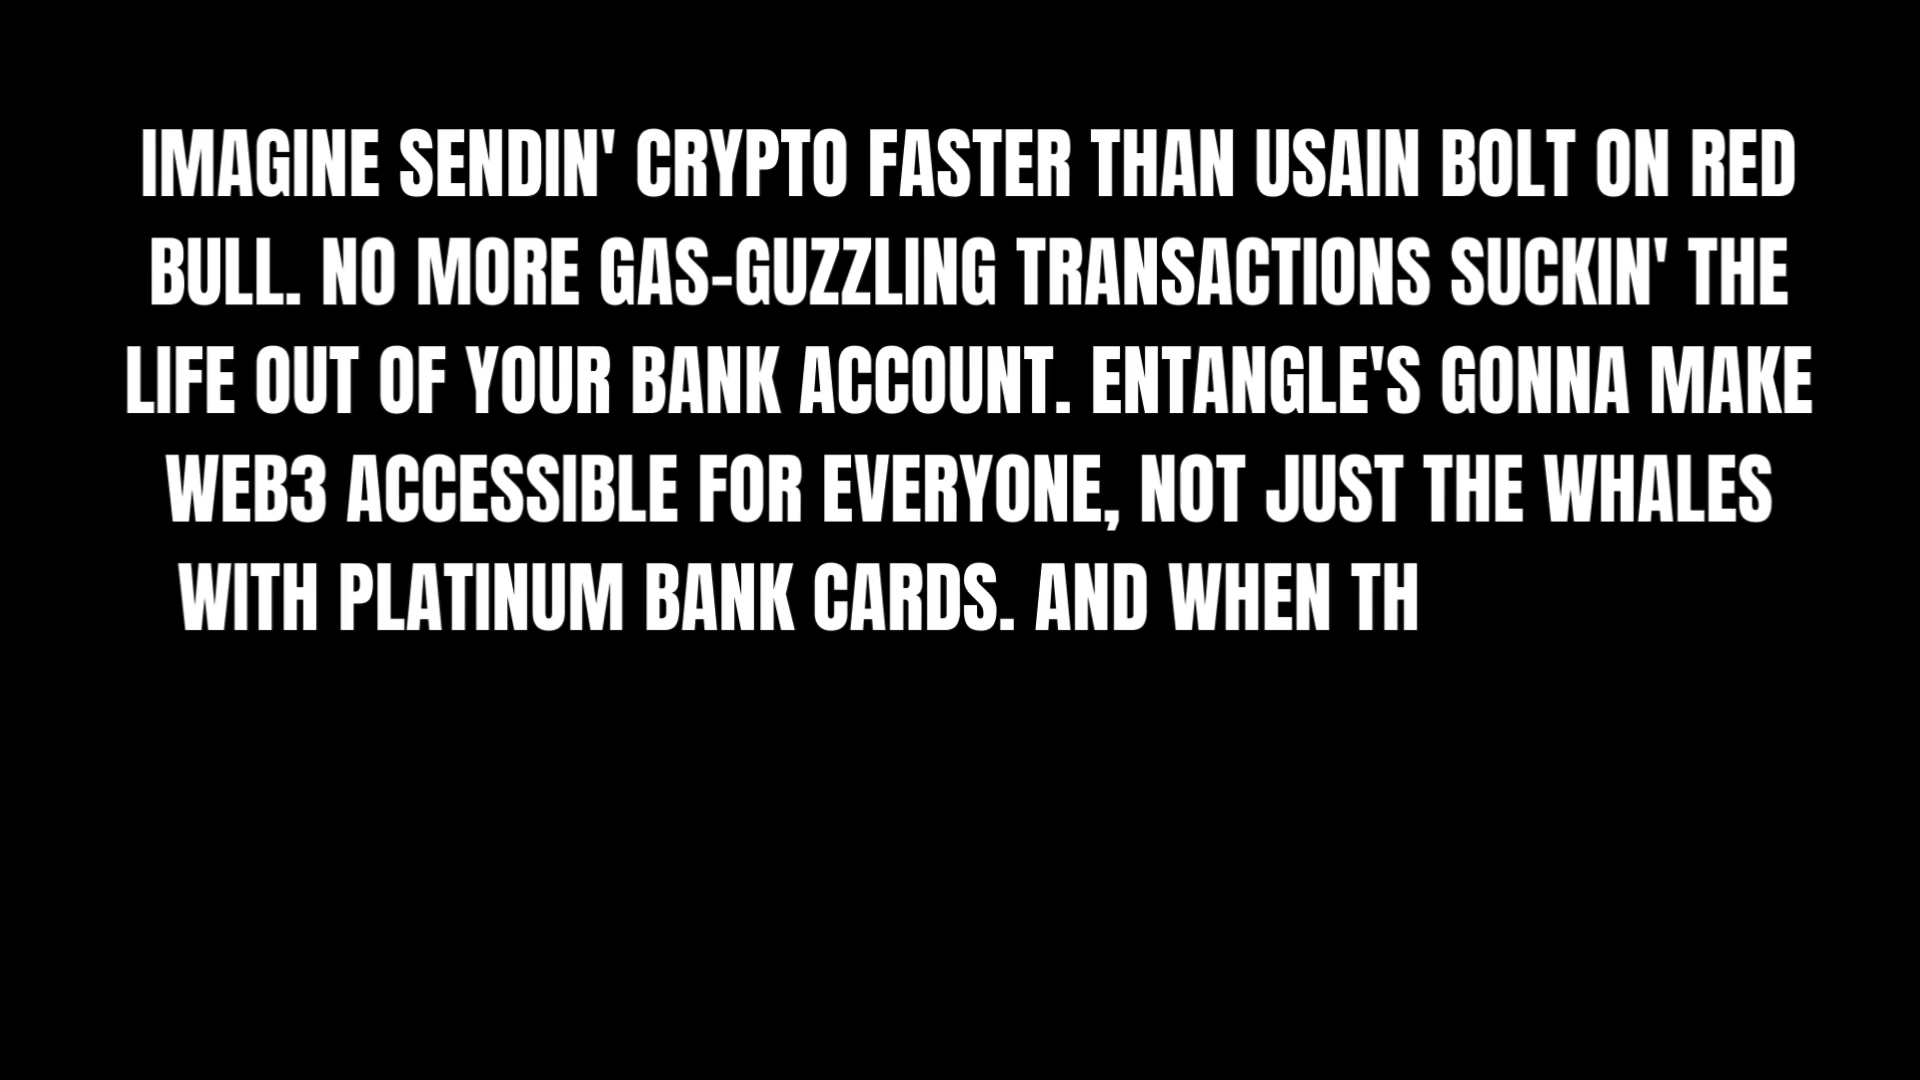 IMAGINE SENDIN' CRYPTO FASTER THAN USAIN BOLT ON RED
BULL. NO MORE GAS-GUZZLING TRANSACTIONS SUCKIN' THE
LIFE OUT OF YOUR BANK ACCOUNT. ENTANGLE'S GONNA MAKE
WEB3 ACCESSIBLE FOR EVERYONE, NOT JUST THE WHALES
WITH PLATINUM BANK CARDS. AND WHEN TH